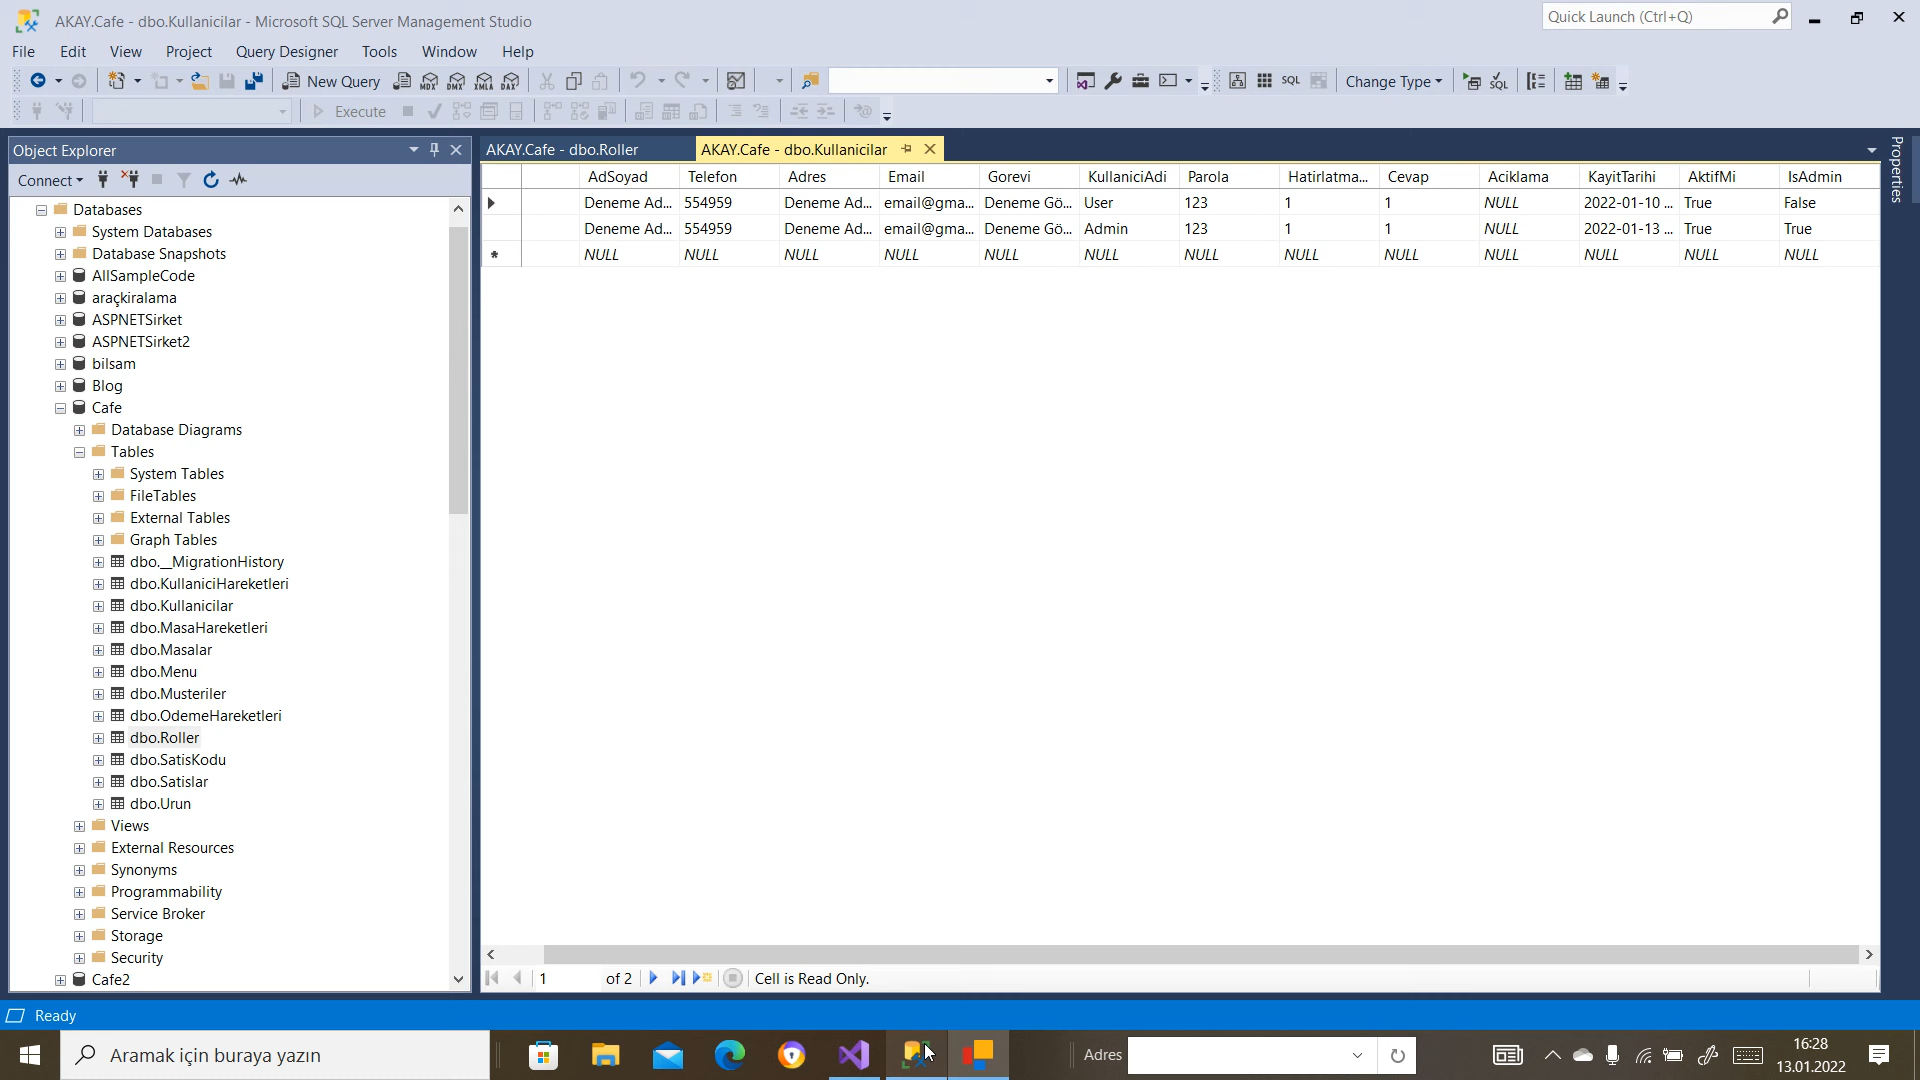 AKAY.Cafe - dbo.Kullanicilar - Microsoft SQL Server Management Studio
Quick Launch (Ctrl+Q)
File Edit View Project Query Designer Tools Window Help
New Query MDX DMX XMLA DAX SQL Change Type SQL
Execute
Object Explorer
Connect
Databases
System Databases
Database Snapshots
AllSampleCode
araçkiralama
ASPNETSirket
ASPNETSirket2
bilsam
Blog
Cafe
Database Diagrams
Tables
System Tables
FileTables
External Tables
Graph Tables
dbo.__MigrationHistory
dbo.KullaniciHareketleri
dbo.Kullanicilar
dbo.MasaHareketleri
dbo.Masalar
dbo.Menu
dbo.Musteriler
dbo.OdemeHareketleri
dbo.Roller
dbo.SatisKodu
dbo.Satislar
dbo.Urun
Views
External Resources
Synonyms
Programmability
Service Broker
Storage
Security
Cafe2
AKAY.Cafe - dbo.Roller AKAY.Cafe - dbo.Kullanicilar
AdSoyad Telefon Adres Email Gorevi KullaniciAdi Parola Hatirlatma... Cevap Aciklama KayitTarihi AktifMi IsAdmin
Deneme Ad... 554959 Deneme Ad... email@gma... Deneme Gö... User 123 1 1 NULL 2022-01-10 ... True False
Deneme Ad... 554959 Deneme Ad... email@gma... Deneme Gö... Admin 123 1 1 NULL 2022-01-13 ... True True
NULL NULL NULL NULL NULL NULL NULL NULL NULL NULL NULL NULL NULL
1 of 2 Cell is Read Only.
Properties
Ready
Aramak için buraya yazın
Adres
16:28
13.01.2022